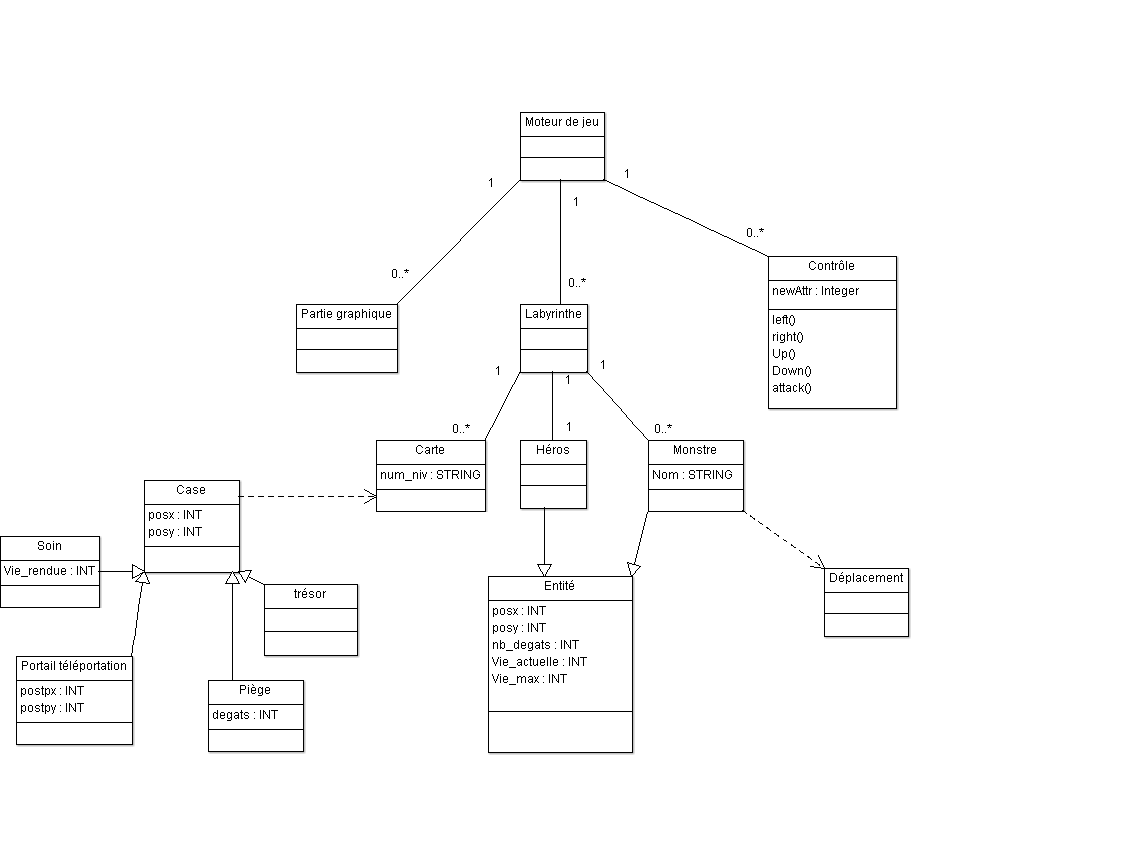 Moteur de jeu
1
1
1
0..*
0..*
0..*
Contrôle
newAttr : Integer
left()
right()
Up()
Down()
attack()
Partie graphique
Labyrinthe
1
1
1
0..*
1
0..*
Carte
num_niv : STRING
Héros
Monstre
Nom : STRING
Case
posx : INT
posy : INT
Soin
Vie_rendue : INT
trésor
Portail téléportation
postpx : INT
postpy : INT
Piège
degats : INT
Entité
posx : INT
posy : INT
nb_degats : INT
Vie_actuelle : INT
Vie_max : INT
Déplacement